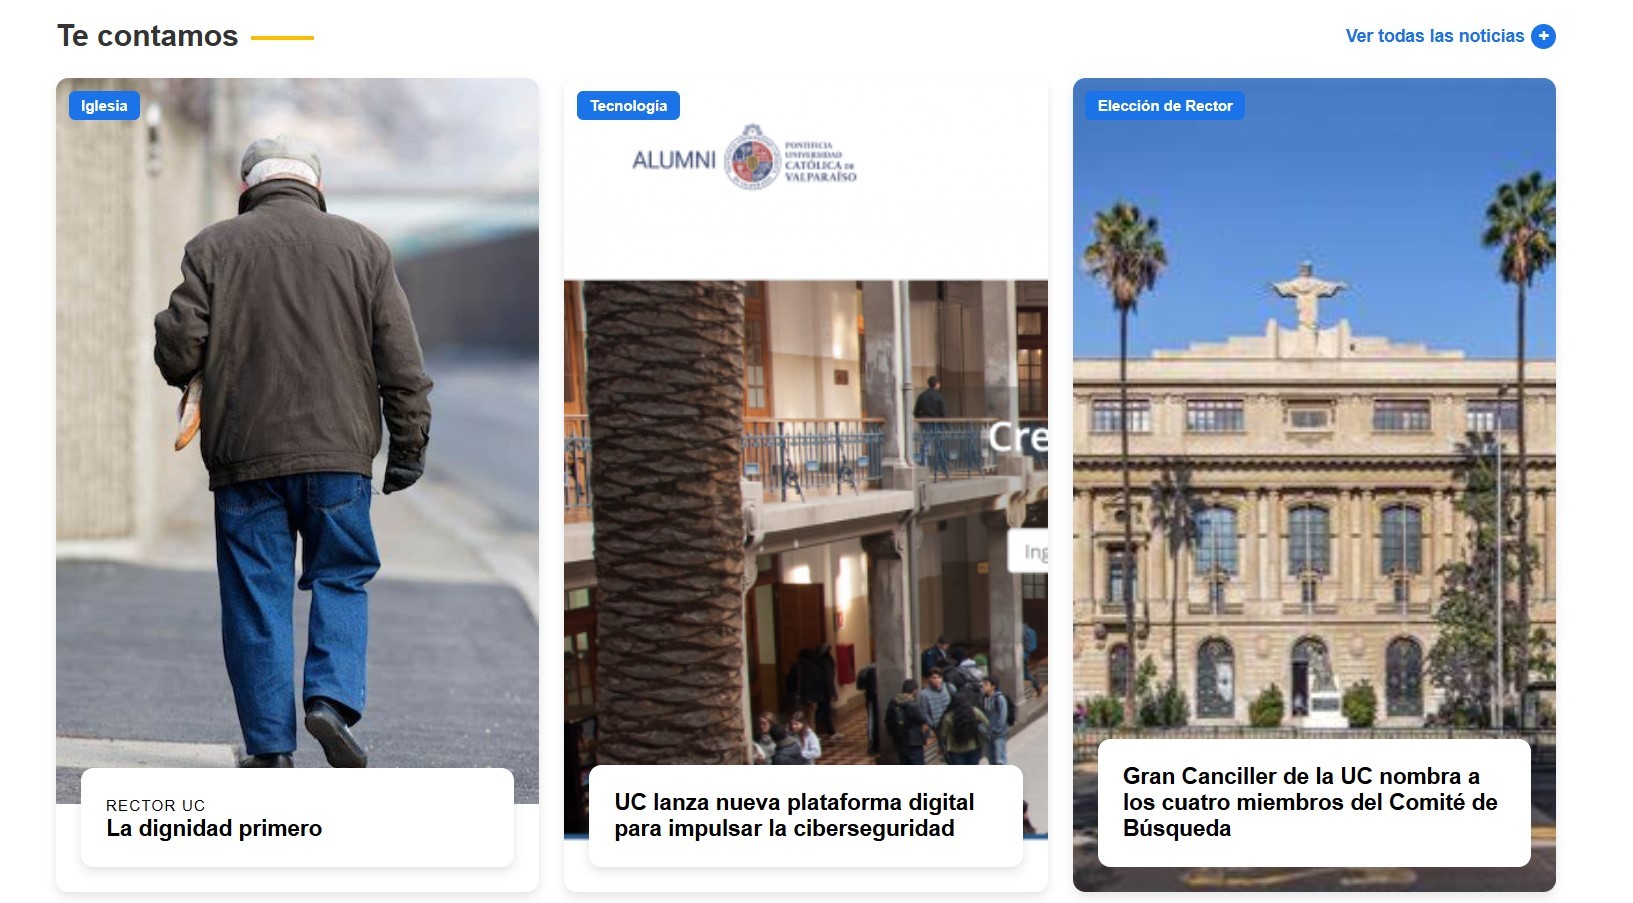 Te contamos
Ver todas las noticias
Iglesia
RECTOR UC
La dignidad primero
Tecnología
ALUMNI
PONTIFICIA
UNIVERSIDAD
CATÓLICA DE
VALPARAÍSO
Cre
Ing
UC lanza nueva plataforma digital
para impulsar la ciberseguridad
Elección de Rector
Gran Canciller de la UC nombra a
los cuatro miembros del Comité de
Búsqueda